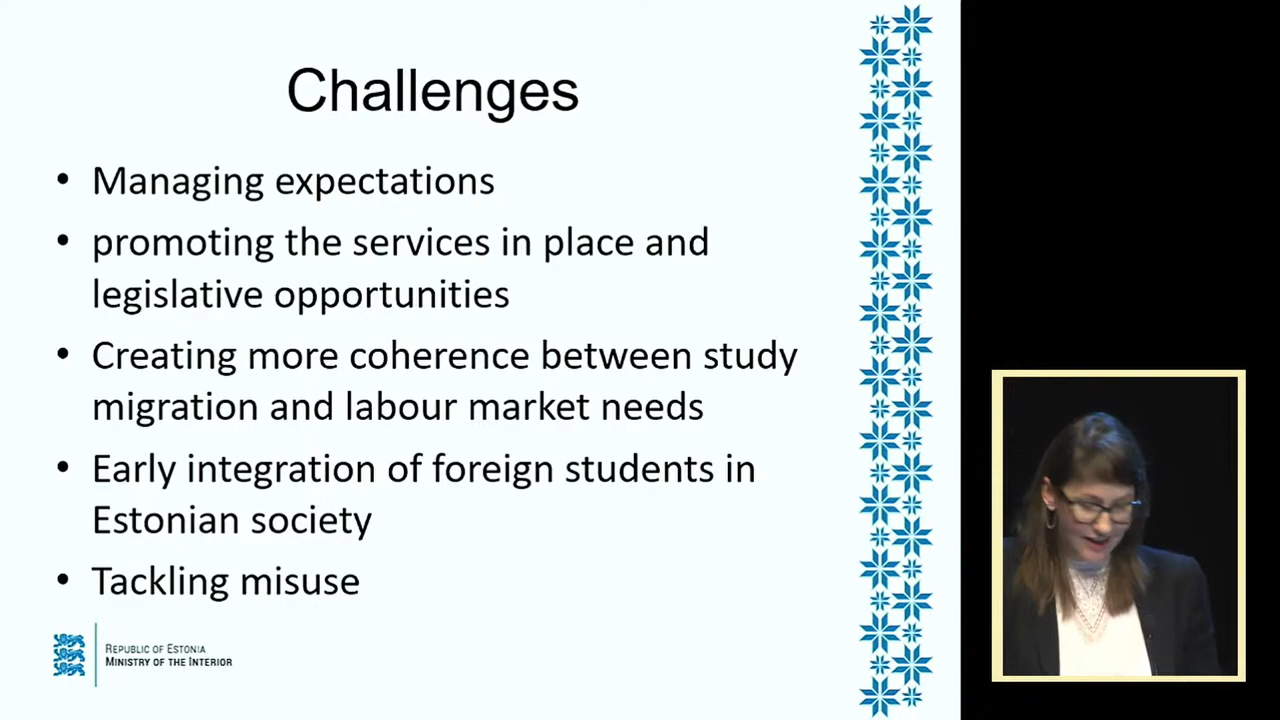 Challenges
• Managing expectations
• promoting the services in place and
legislative opportunities
• Creating more coherence between study
migration and labour market needs
• Early integration of foreign students in
Estonian society
• Tackling misuse
REPUBLIC OF ESTONIA
MINISTRY OF THE INTERIOR